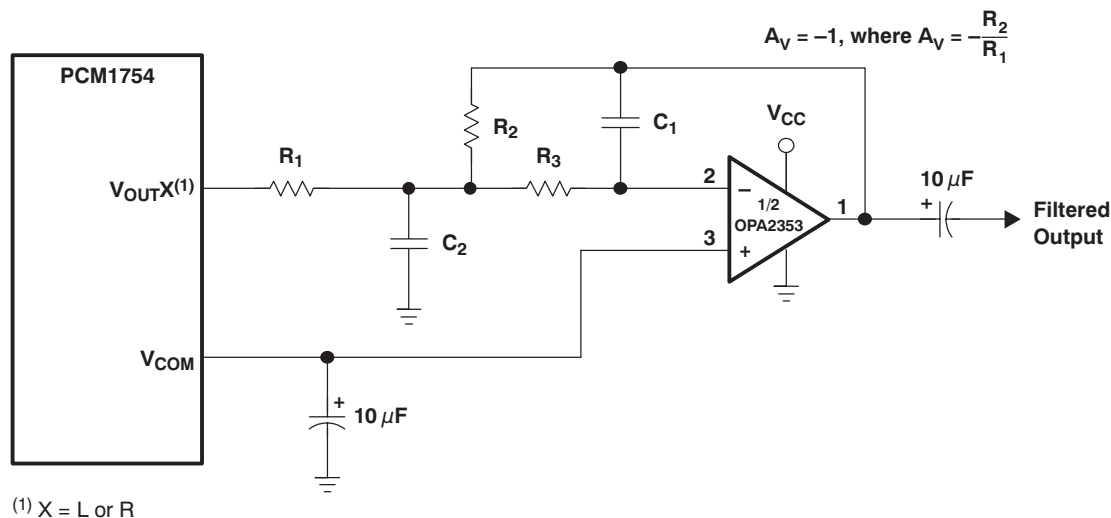 A_V = –1, where A_V = –R_2/R_1
PCM1754
V_CC
R_2
C_1
R_1
R_3
V_OUTX(1)
2
–
1/2
OPA2353
1
10 μF
+
Filtered
Output
C_2
3
+
V_COM
+
10 μF
(1) X = L or R